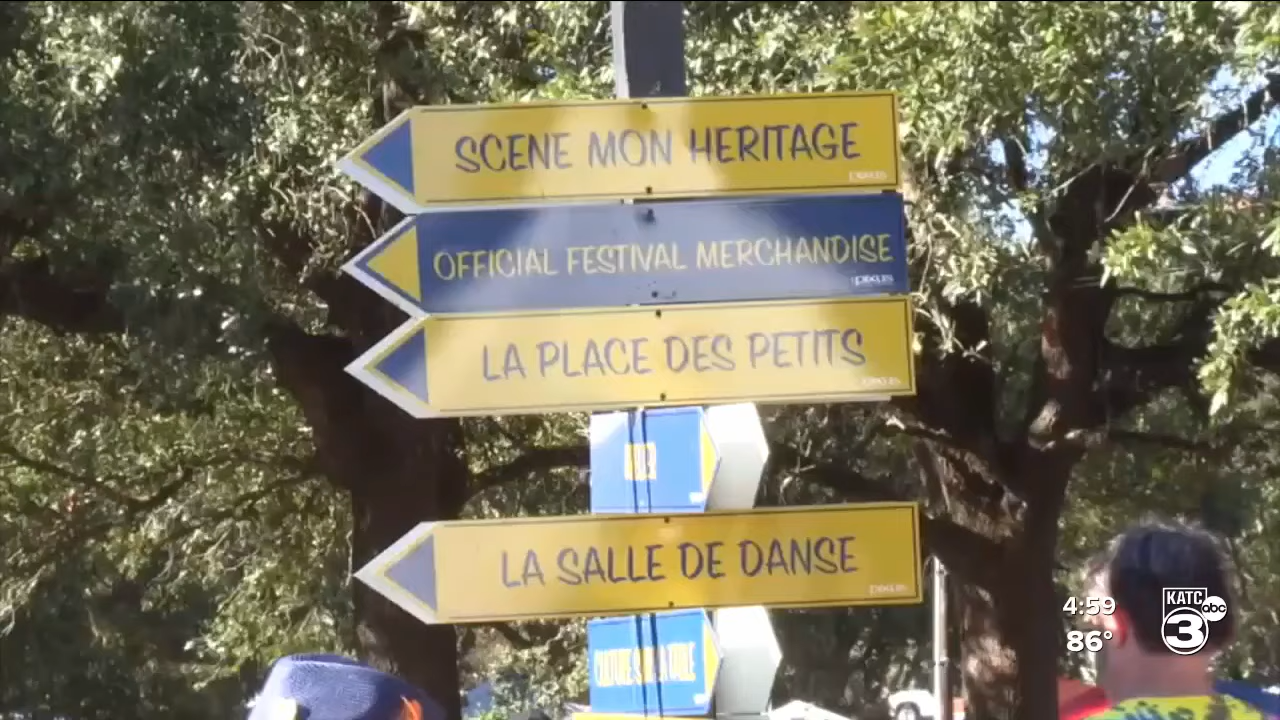 SCENE MON HERITAGE
OFFICIAL FESTIVAL MERCHANDISE
LA PLACE DES PETITS
LA SALLE DE DANSE
4:59
86°
KATC
abc
3